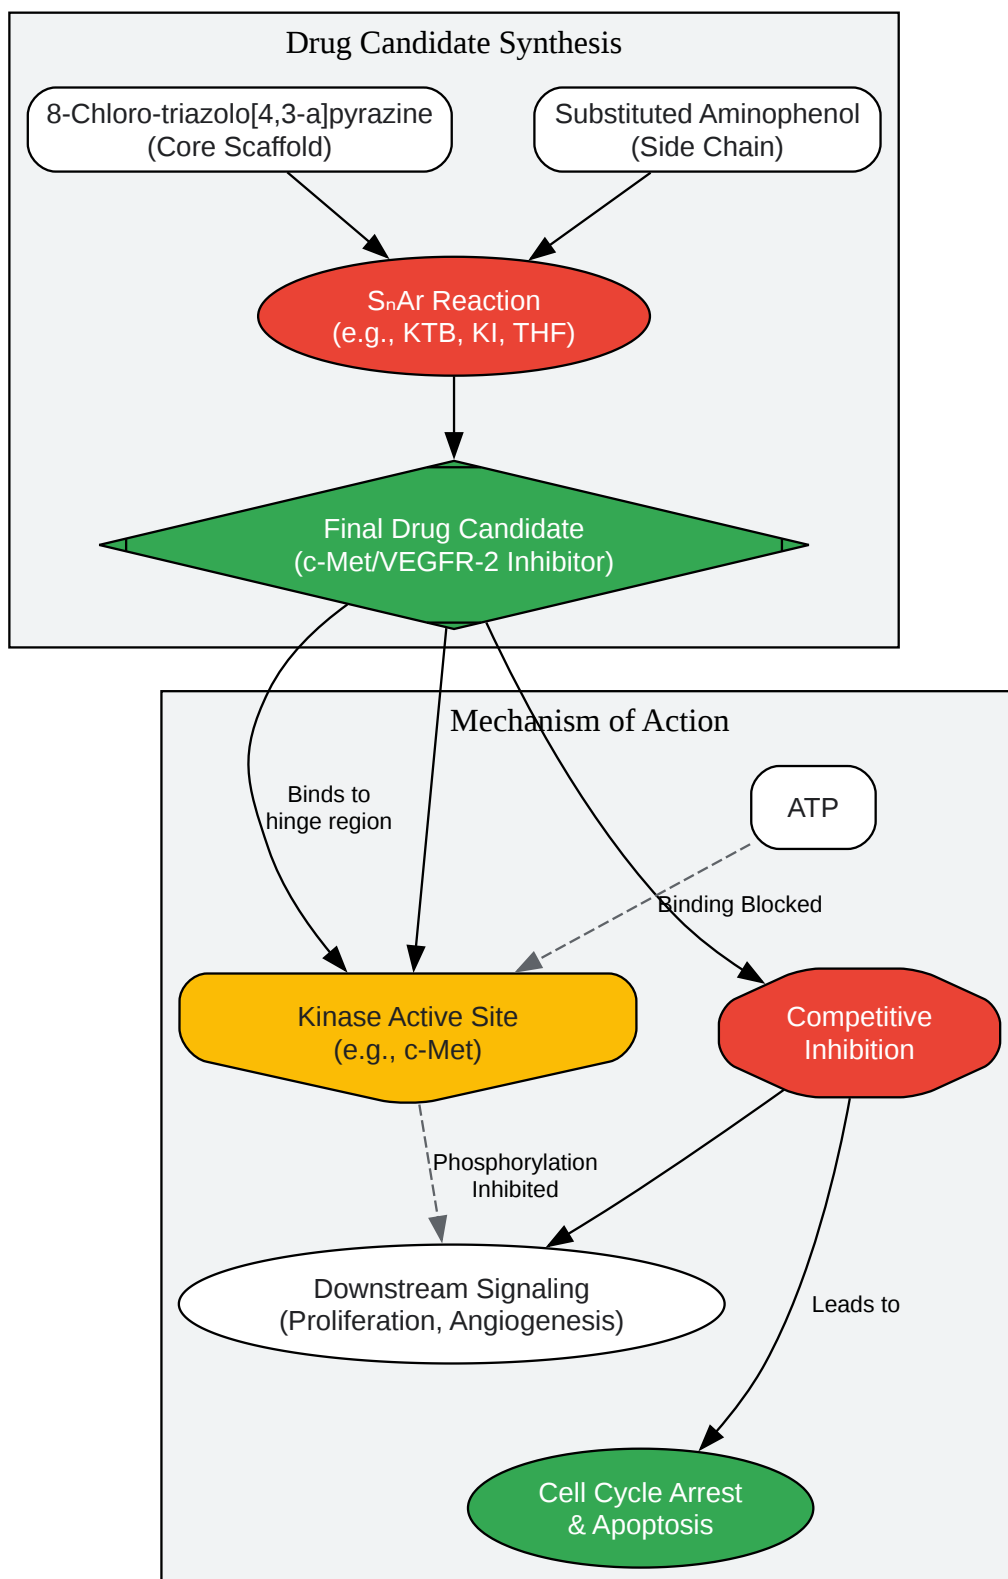 Drug Candidate Synthesis
8-Chloro-triazolo[4,3-a]pyrazine
(Core Scaffold)
Substituted Aminophenol
(Side Chain)
SₙAr Reaction
(e.g., KTB, KI, THF)
Final Drug Candidate
(c-Met/VEGFR-2 Inhibitor)
Mechanism of Action
Binds to
hinge region
ATP
Binding Blocked
Kinase Active Site
(e.g., c-Met)
Competitive
Inhibition
Phosphorylation
Inhibited
Downstream Signaling
(Proliferation, Angiogenesis)
Leads to
Cell Cycle Arrest
& Apoptosis